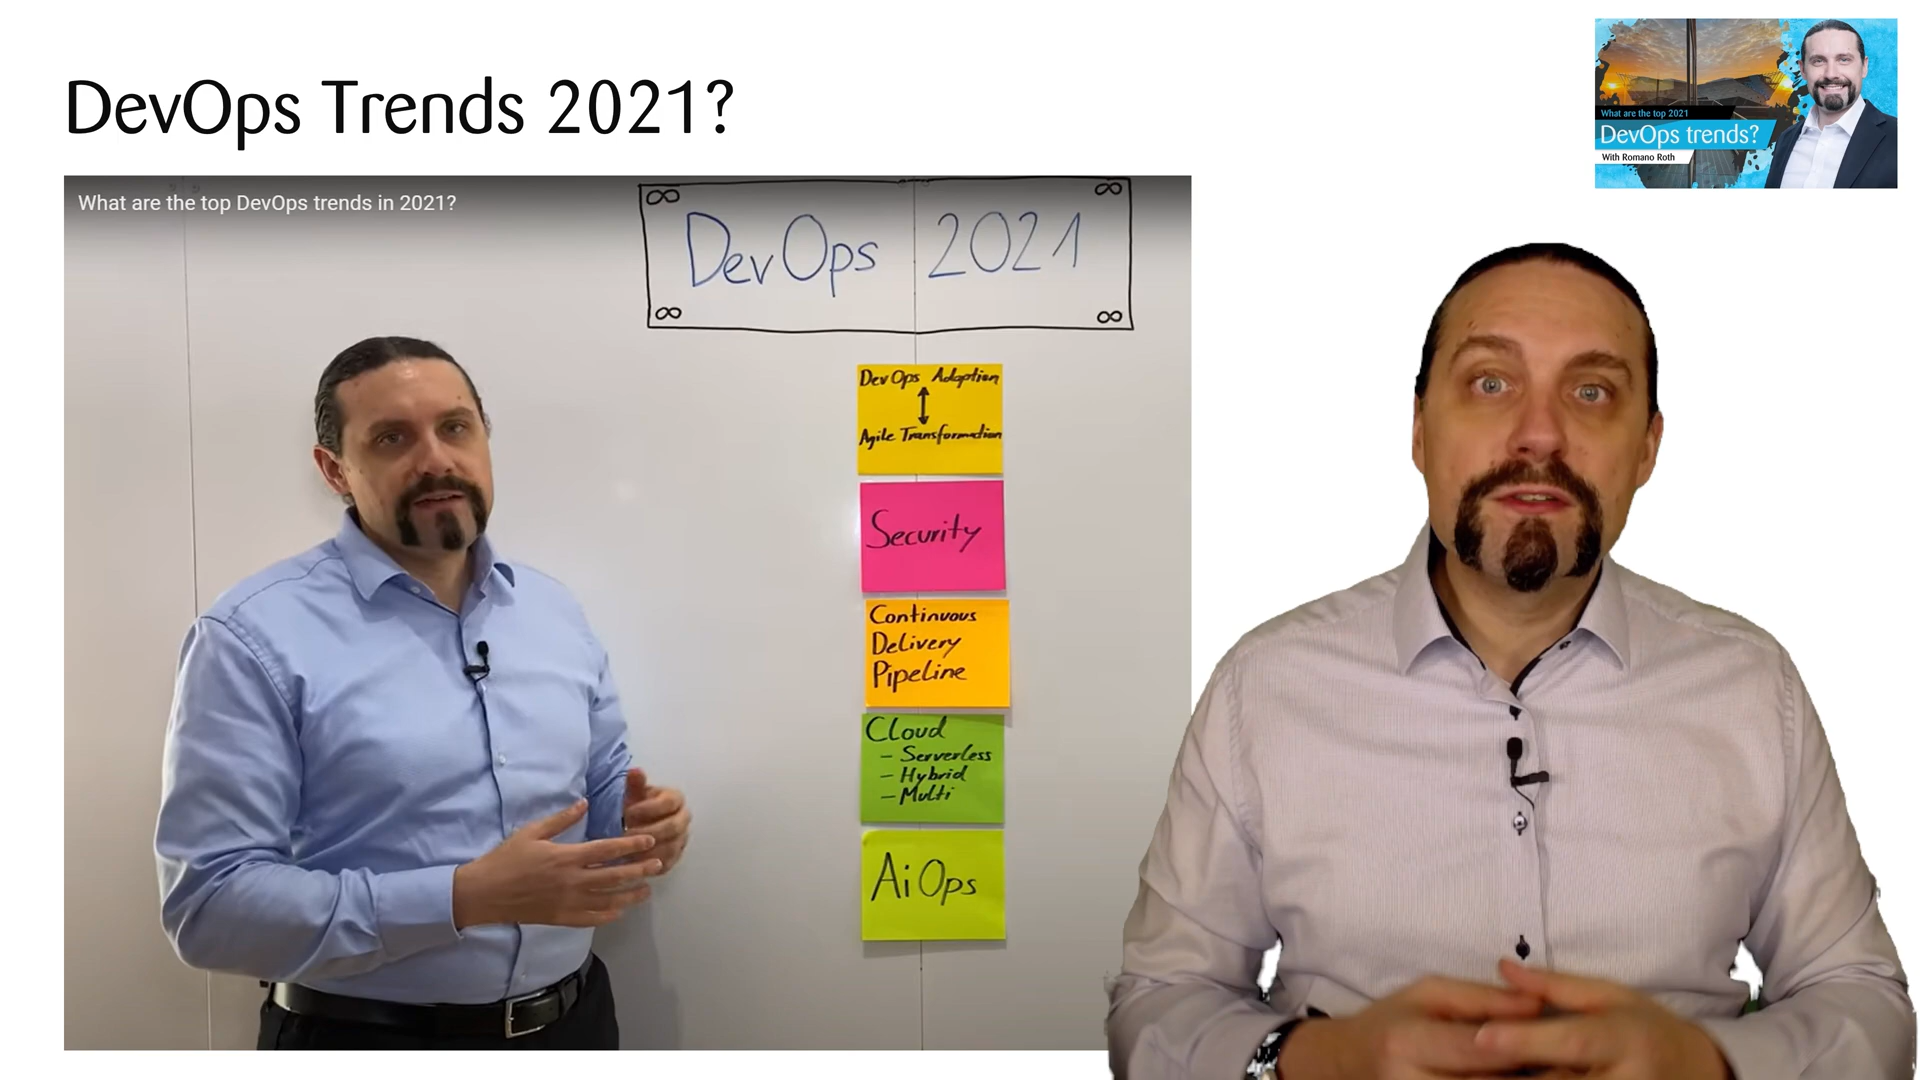 DevOps Trends 2021?
What are the top 2021
DevOps trends?
With Romano Roth
What are the top DevOps trends in 2021?
DevOps 2021
DevOps Adoption
Agile Transformation
Security
Continuous
Delivery
Pipeline
Cloud
- Serverless
- Hybrid
- Multi
AiOps